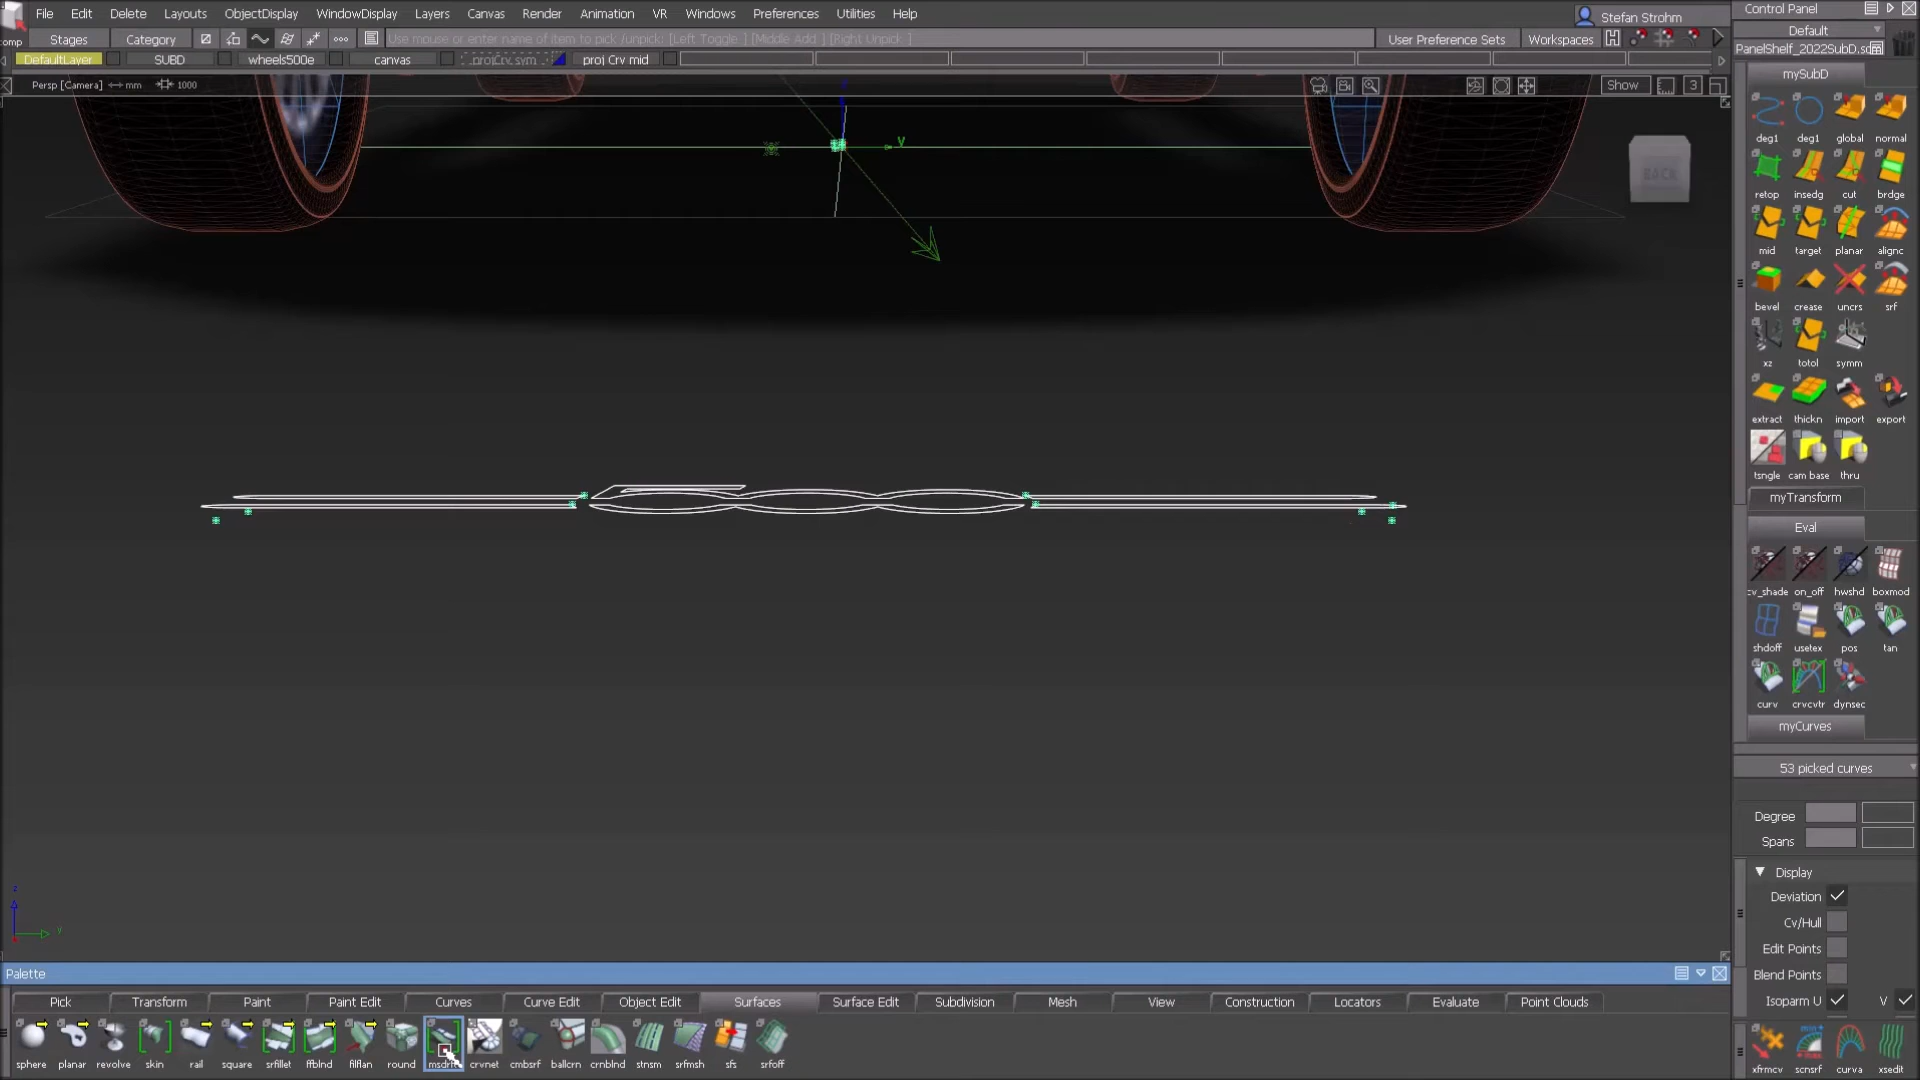 File Edit Delete Layouts ObjectDisplay WindowDisplay Layers Canvas Render Animation VR Windows Preferences Utilities Help
Stefan Strohm
Control Panel
Default
comp
Stages Category
Use mouse or enter name of item to pick /unpick: [Left Toggle ] [Middle Add ] [Right Unpick ]
User Preference Sets Workspaces
DefaultLayer SUBD wheels500e canvas projCrv sym proj Crv mid
Persp [Camera] mm 1000
Show 3
V
BACK
z
y
mySubD
deg1 deg1 global normal
retop insedg cut brdge
mid target planar alignc
bevel crease uncrs srf
xz totol symm
extract thickn import export
tsngle cam base thru
myTransform
Eval
cv_shade on_off hwshd boxmod
shdoff usetex pos tan
curv crvcvtr dynsec
myCurves
53 picked curves
Degree
Spans
Display
Deviation
Cv/Hull
Edit Points
Blend Points
Isoparm U V
xfrmcv scnsrf curva xsedit
Palette
Pick Transform Paint Paint Edit Curves Curve Edit Object Edit Surfaces Surface Edit Subdivision Mesh View Construction Locators Evaluate Point Clouds
sphere planar revolve skin rail square srfillet ffblnd filflan round crvnet cmbsrf ballcrn crnblnd stnsm srfmsh sfs srfoff